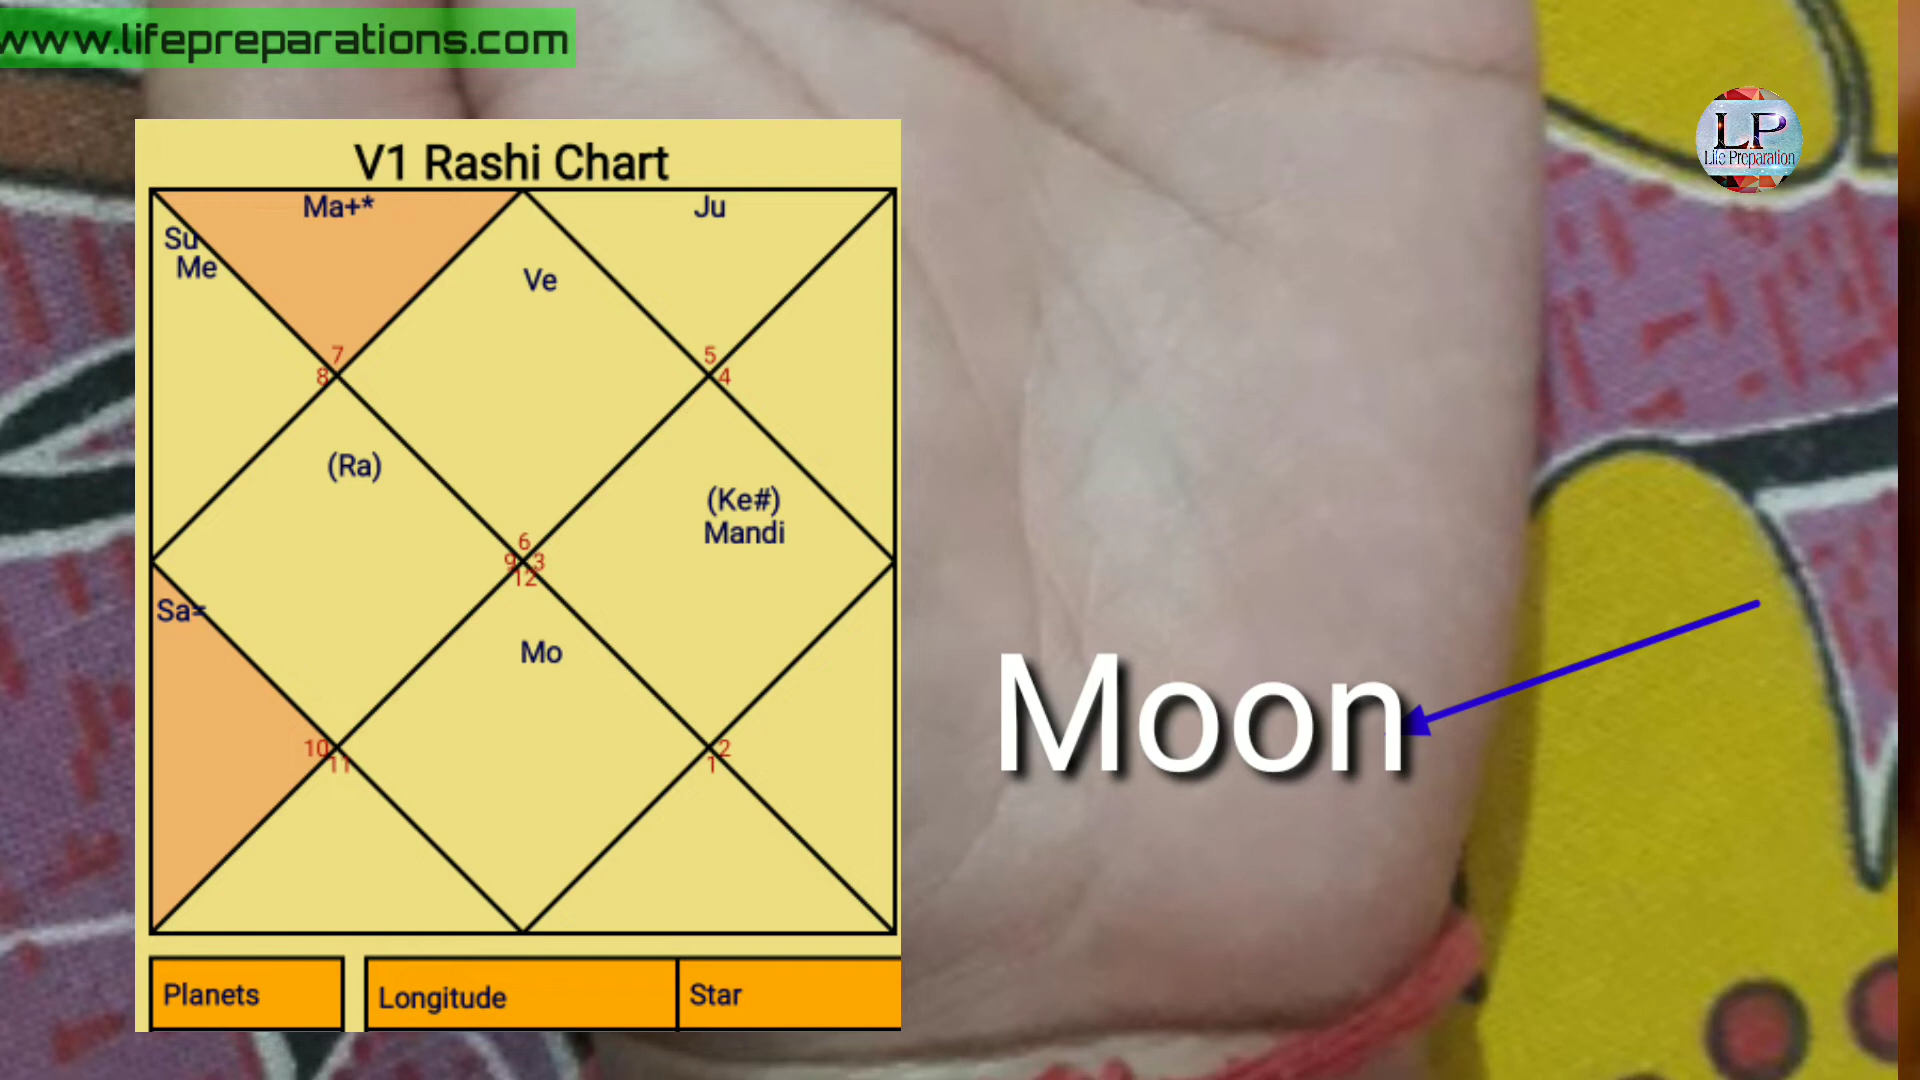 www.lifepreparations.com
LP
Life Preparation
V1 Rashi Chart
Ma+*
Ju
Su
Me
Ve
7
8
5
4
(Ra)
(Ke#)
Mandi
6
9
3
12
Sa=
Mo
10
11
2
1
Moon
Planets
Longitude
Star